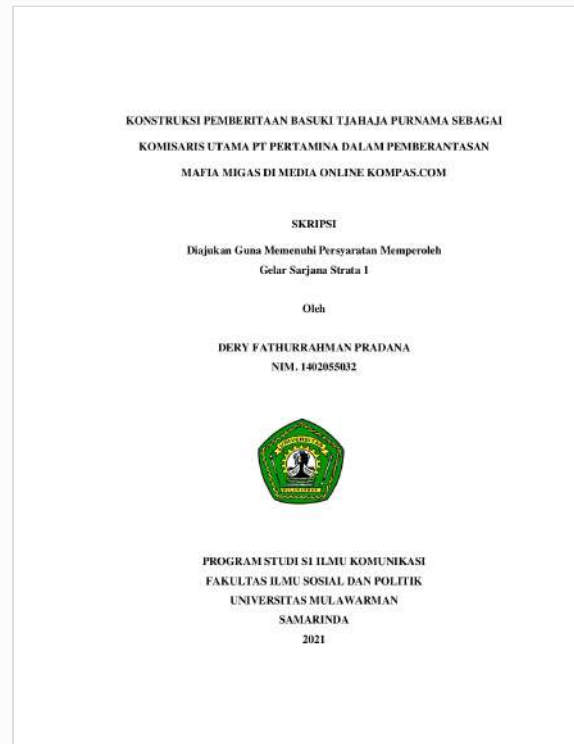 KONSTRUKSI PEMBERITAAN BASUKI TJAHAJA PURNAMA SEBAGAI
KOMISARIS UTAMA PT PERTAMINA DALAM PEMBERANTASAN
MAFIA MIGAS DI MEDIA ONLINE KOMPAS.COM
SKRIPSI
Diajukan Guna Memenuhi Persyaratan Memperoleh
Gelar Sarjana Strata 1
Oleh
DERY FATHURRAHMAN PRADANA
NIM. 1402055032
UNIVERSITAS
MULAWARMAN
PROGRAM STUDI S1 ILMU KOMUNIKASI
FAKULTAS ILMU SOSIAL DAN POLITIK
UNIVERSITAS MULAWARMAN
SAMARINDA
2021